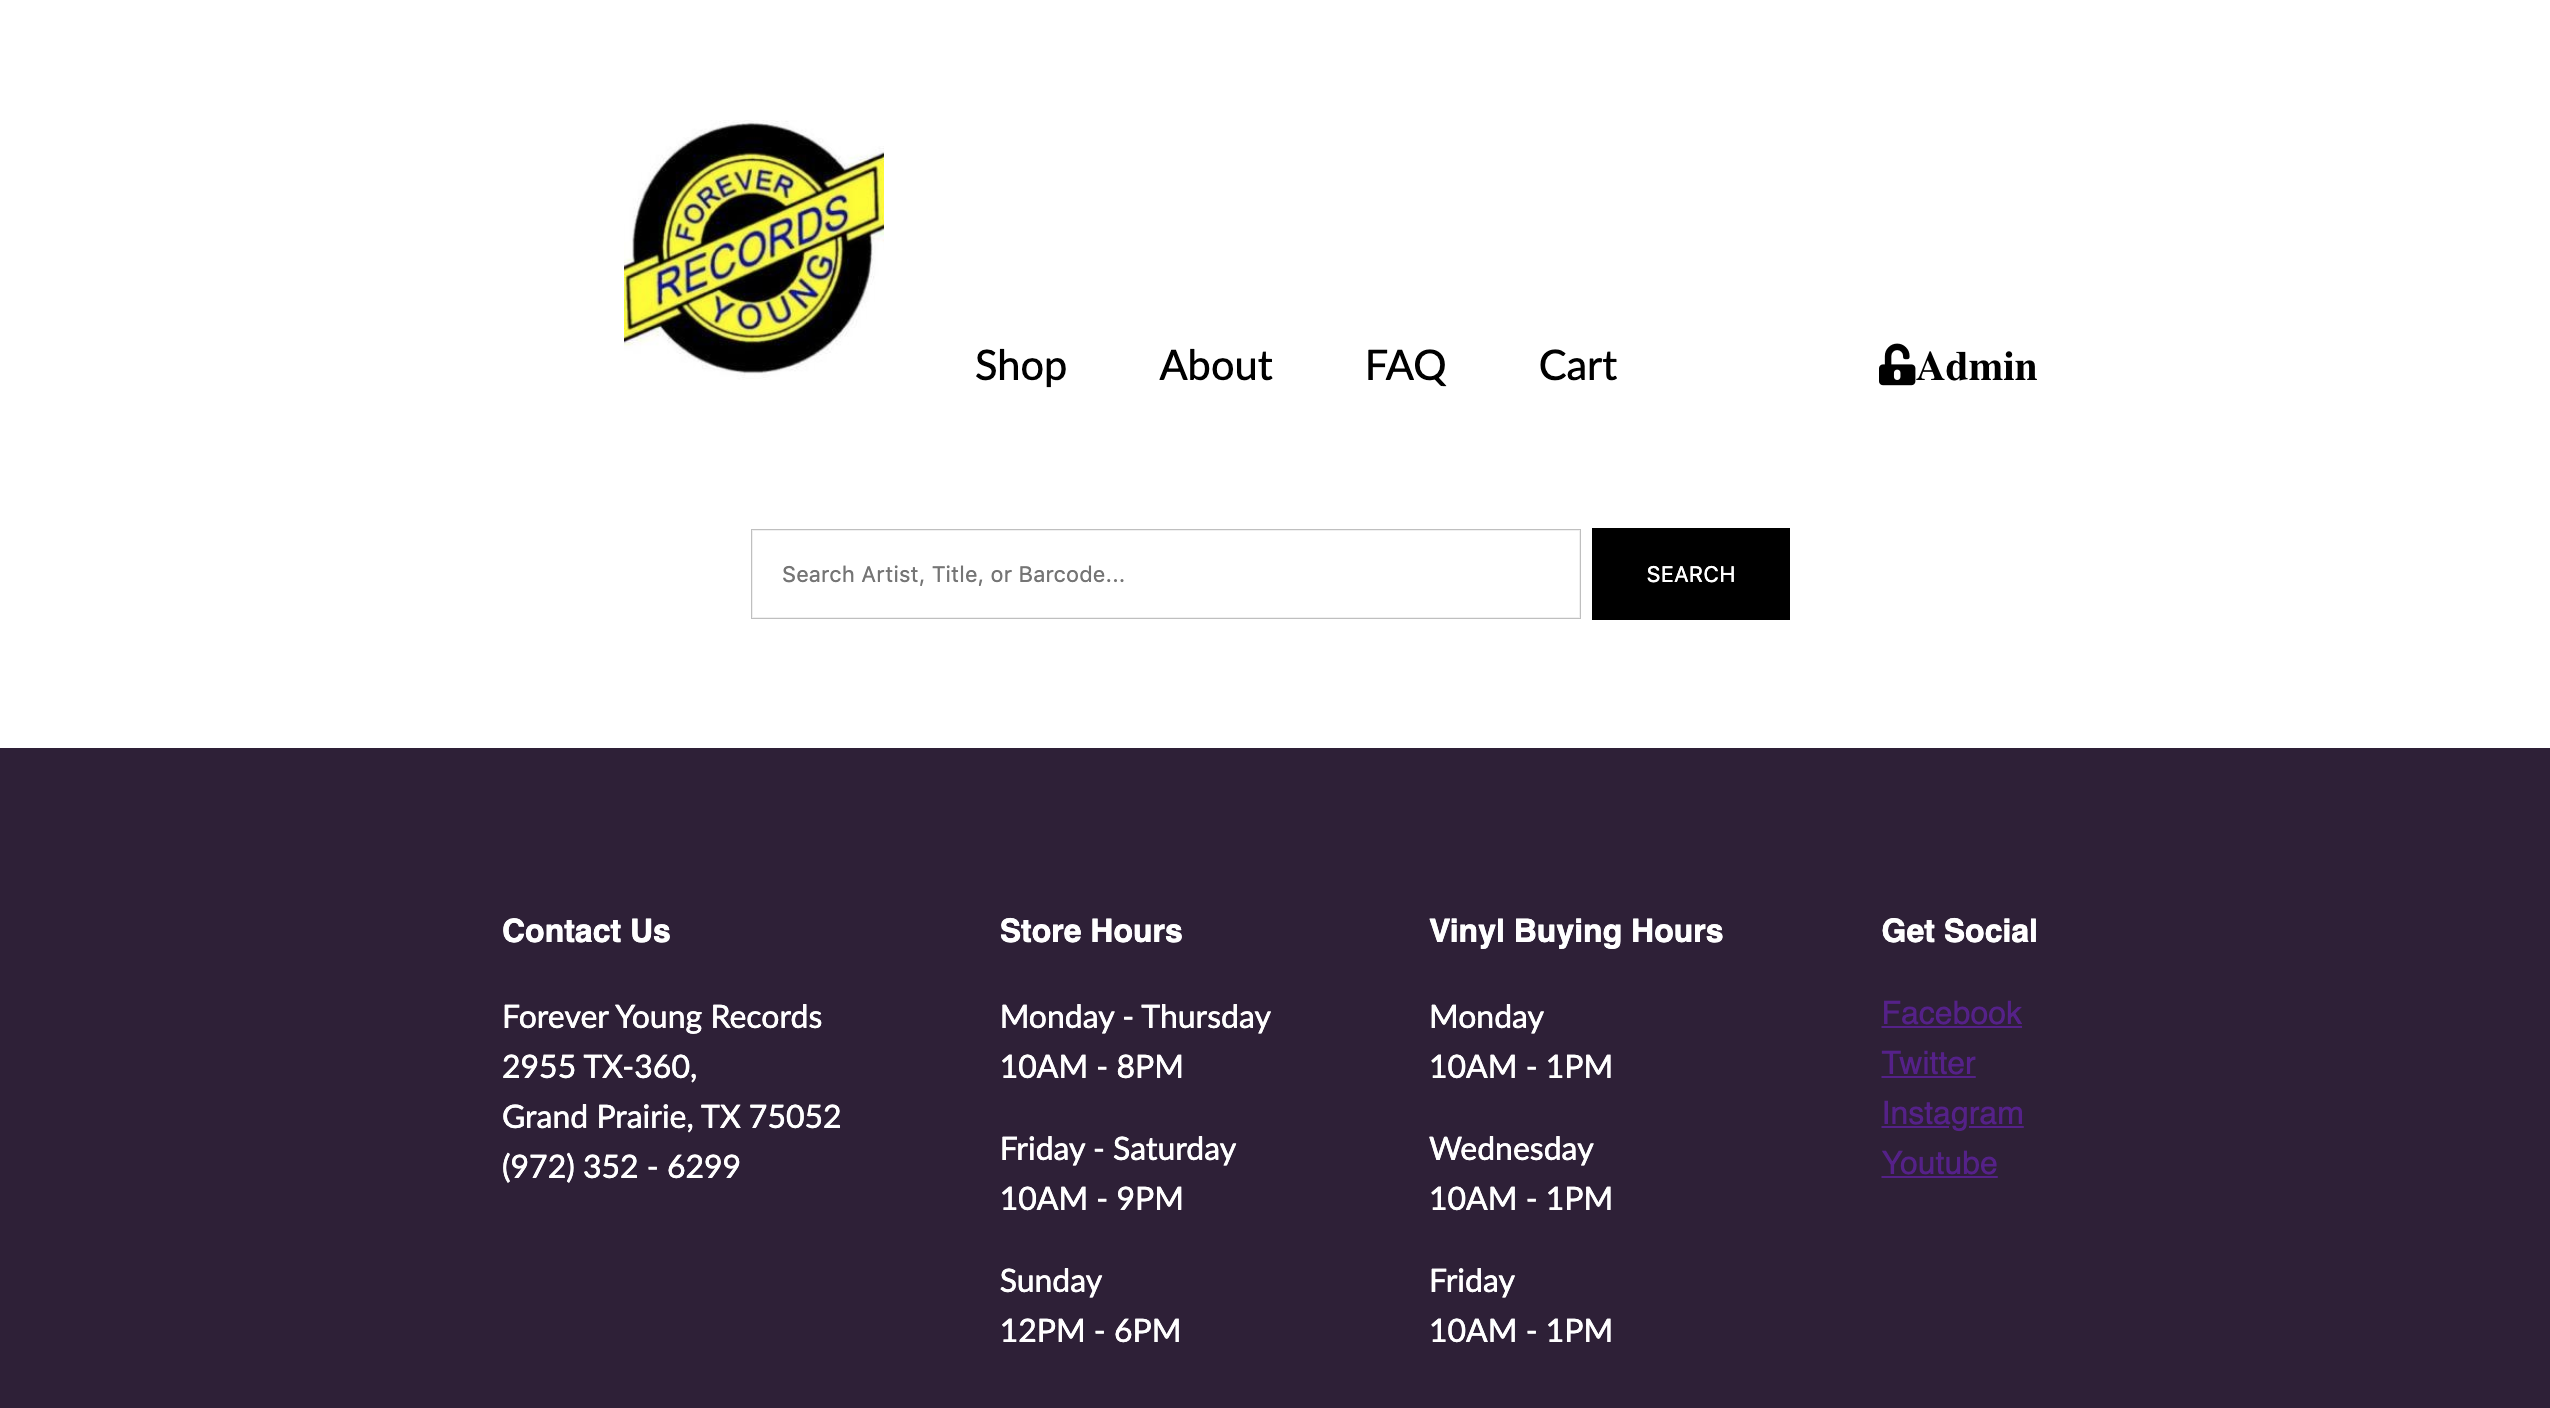 FOREVER
RECORDS
YOUNG
Shop
About
FAQ
Cart
Admin
Search Artist, Title, or Barcode...
SEARCH
Contact Us
Forever Young Records
2955 TX-360,
Grand Prairie, TX 75052
(972) 352 - 6299
Store Hours
Monday - Thursday
10AM - 8PM
Friday - Saturday
10AM - 9PM
Sunday
12PM - 6PM
Vinyl Buying Hours
Monday
10AM - 1PM
Wednesday
10AM - 1PM
Friday
10AM - 1PM
Get Social
Facebook
Twitter
Instagram
Youtube